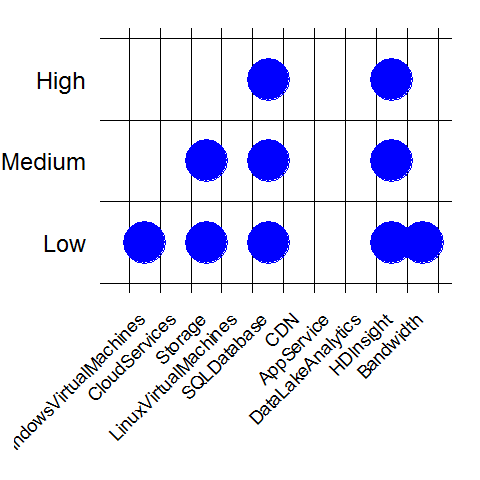 High
Medium
Low
ndowsVirtualMachines
CloudServices
Storage
LinuxVirtualMachines
SQLDatabase
CDN
AppService
DataLakeAnalytics
HDInsight
Bandwidth